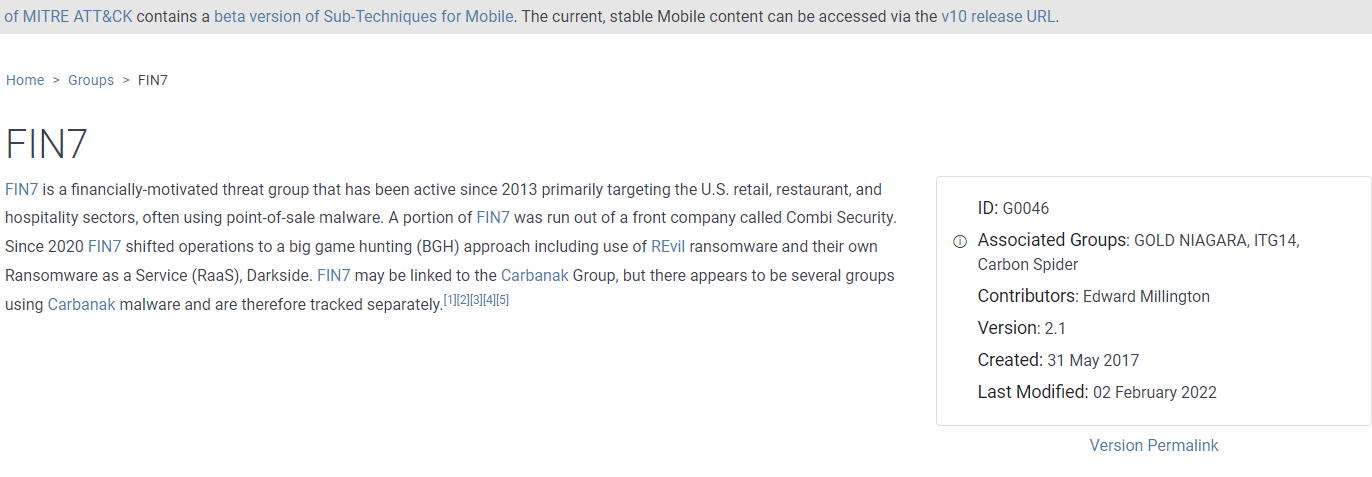 of MITRE ATT&CK contains a beta version of Sub-Techniques for Mobile. The current, stable Mobile content can be accessed via the v10 release URL.
Home > Groups > FIN7
FIN7
FIN7 is a financially-motivated threat group that has been active since 2013 primarily targeting the U.S. retail, restaurant, and
hospitality sectors, often using point-of-sale malware. A portion of FIN7 was run out of a front company called Combi Security.
Since 2020 FIN7 shifted operations to a big game hunting (BGH) approach including use of REvil ransomware and their own
Ransomware as a Service (RaaS), Darkside. FIN7 may be linked to the Carbanak Group, but there appears to be several groups
using Carbanak malware and are therefore tracked separately.[1][2][3][4][5]
ID: G0046
Associated Groups: GOLD NIAGARA, ITG14,
Carbon Spider
Contributors: Edward Millington
Version: 2.1
Created: 31 May 2017
Last Modified: 02 February 2022
Version Permalink